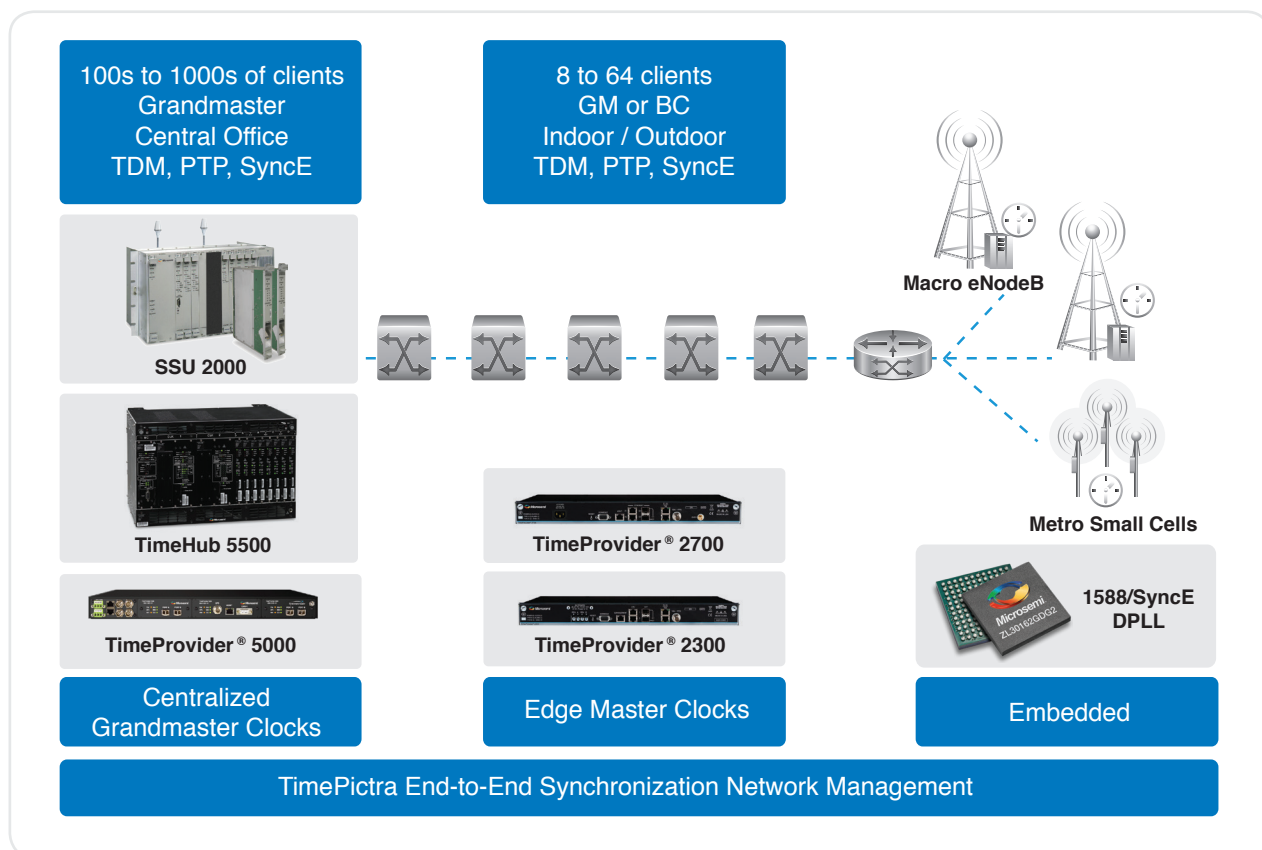 100s to 1000s of clients
Grandmaster
Central Office
TDM, PTP, SyncE
8 to 64 clients
GM or BC
Indoor / Outdoor
TDM, PTP, SyncE
Macro eNodeB
SSU 2000
TimeHub 5500
TimeProvider® 5000
TimeProvider® 2700
TimeProvider® 2300
Metro Small Cells
Microsemi
ZL30162GDG2
1588/SyncE
DPLL
Centralized
Grandmaster Clocks
Edge Master Clocks
Embedded
TimePictra End-to-End Synchronization Network Management